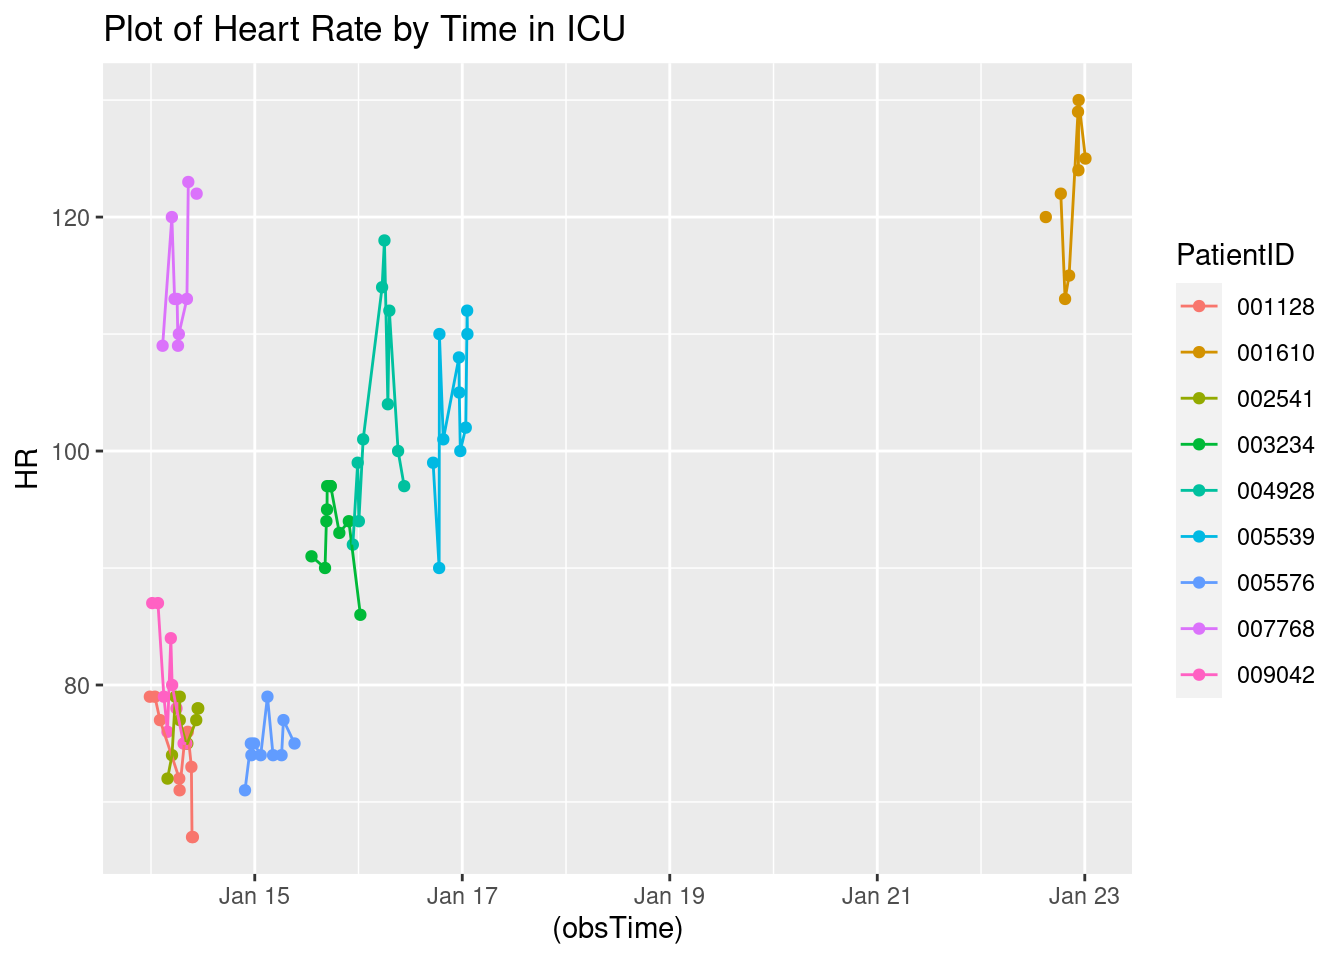 Plot of Heart Rate by Time in ICU
120
100
80
HR
Jan 15
Jan 17
Jan 19
Jan 21
Jan 23
(obsTime)
PatientID
001128
001610
002541
003234
004928
005539
005576
007768
009042